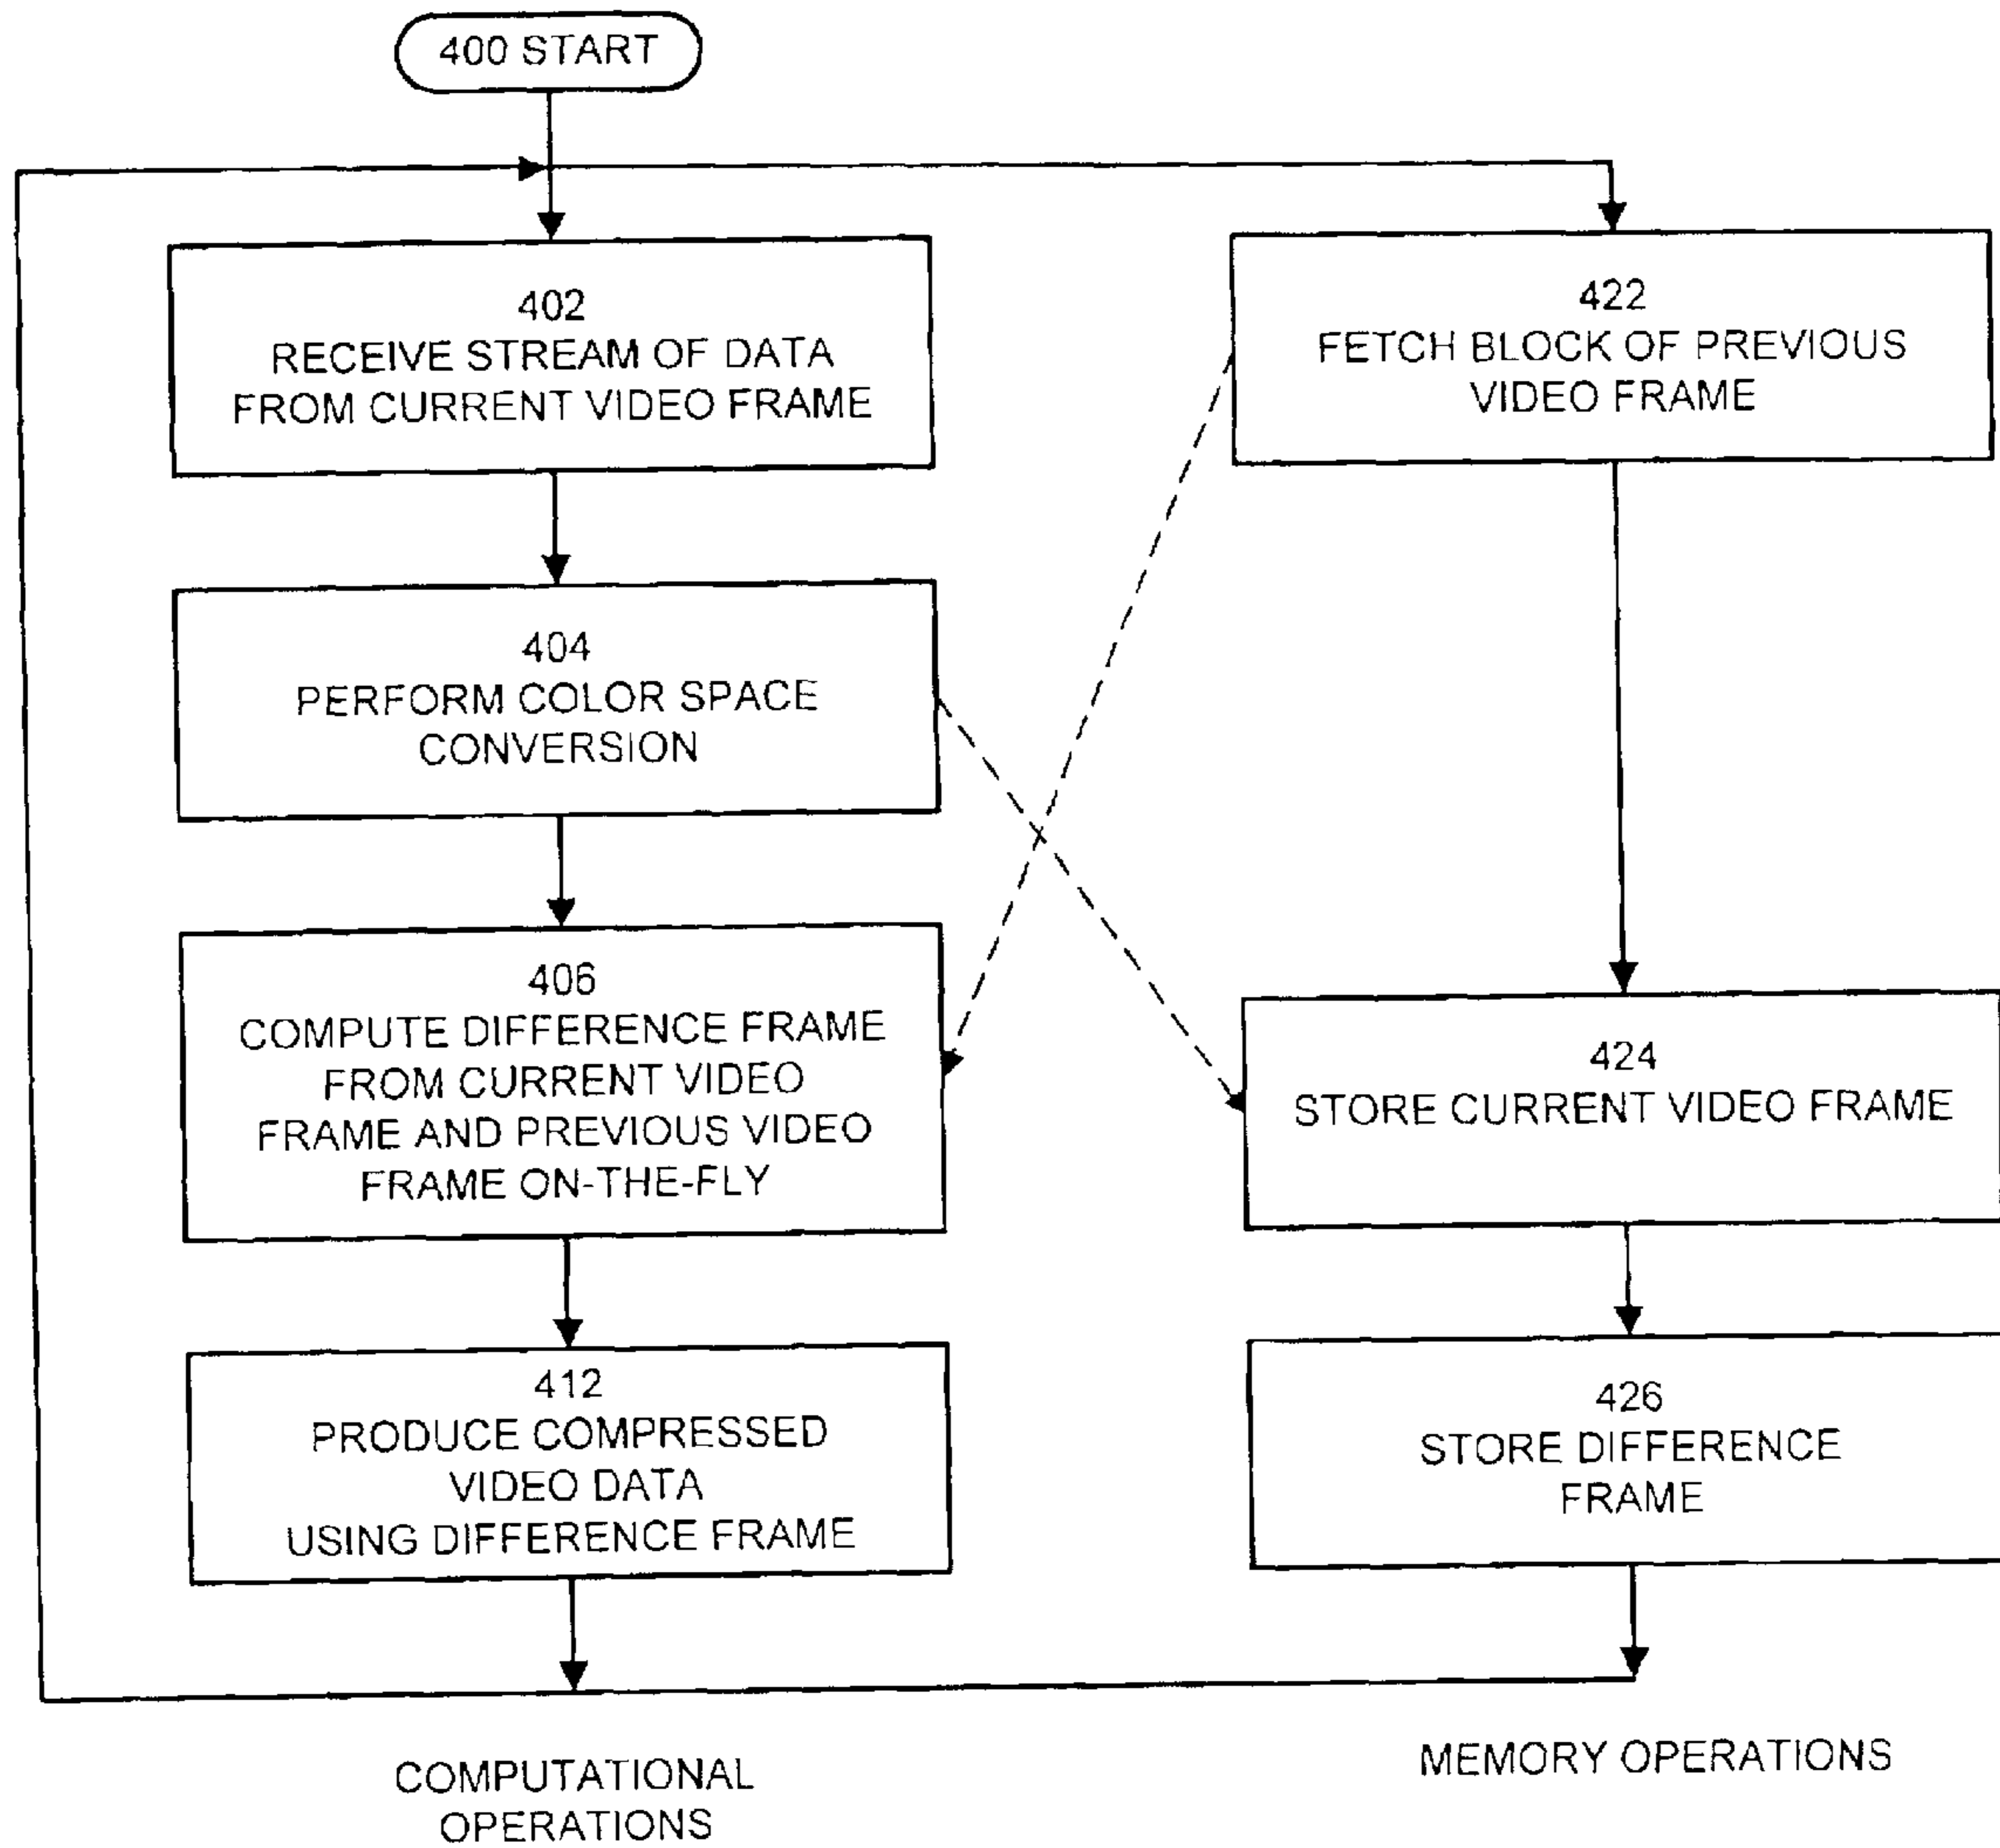 400 START
402
RECEIVE STREAM OF DATA
FROM CURRENT VIDEO FRAME
422
FETCH BLOCK OF PREVIOUS
VIDEO FRAME
404
PERFORM COLOR SPACE
CONVERSION
406
COMPUTE DIFFERENCE FRAME
FROM CURRENT VIDEO
FRAME AND PREVIOUS VIDEO
FRAME ON-THE-FLY
424
STORE CURRENT VIDEO FRAME
412
PRODUCE COMPRESSED
VIDEO DATA
USING DIFFERENCE FRAME
426
STORE DIFFERENCE
FRAME
COMPUTATIONAL
OPERATIONS
MEMORY OPERATIONS